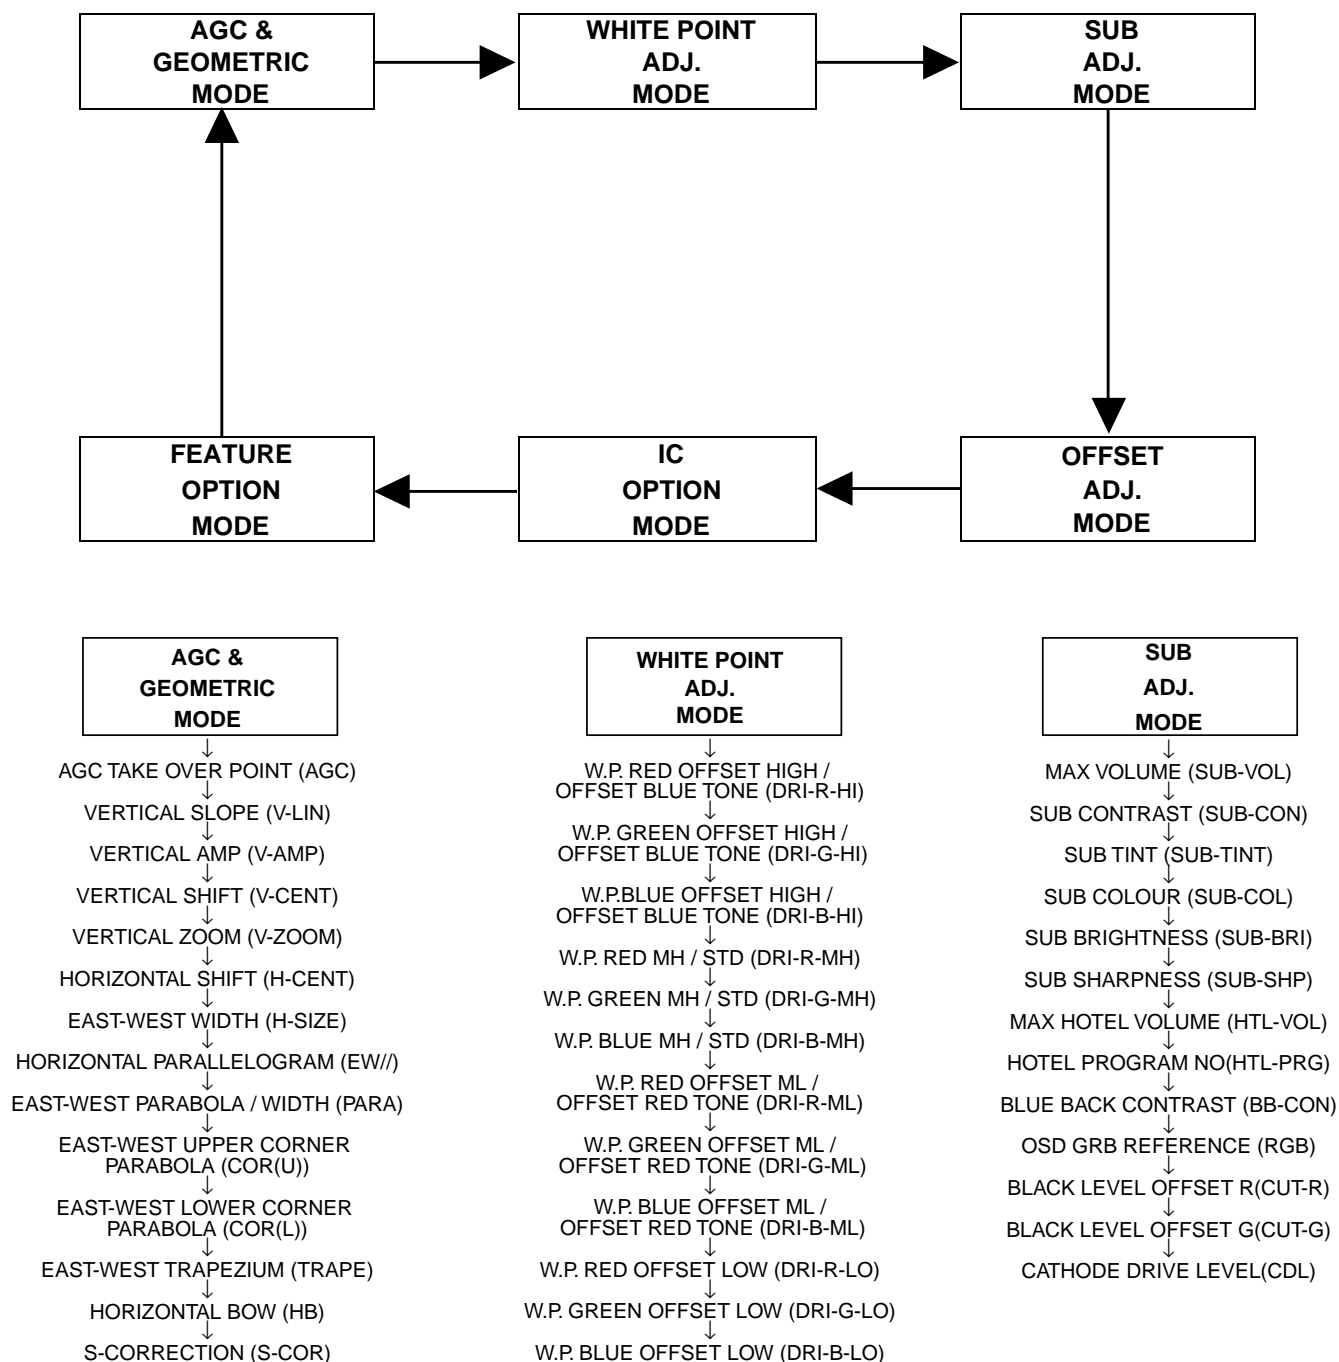 AGC &
GEOMETRIC
MODE
WHITE POINT
ADJ.
MODE
SUB
ADJ.
MODE
FEATURE
OPTION
MODE
IC
OPTION
MODE
OFFSET
ADJ.
MODE
AGC &
GEOMETRIC
MODE
AGC TAKE OVER POINT (AGC)
VERTICAL SLOPE (V-LIN)
VERTICAL AMP (V-AMP)
VERTICAL SHIFT (V-CENT)
VERTICAL ZOOM (V-ZOOM)
HORIZONTAL SHIFT (H-CENT)
EAST-WEST WIDTH (H-SIZE)
HORIZONTAL PARALLELOGRAM (EW//)
EAST-WEST PARABOLA / WIDTH (PARA)
EAST-WEST UPPER CORNER
PARABOLA (COR(U))
EAST-WEST LOWER CORNER
PARABOLA (COR(L))
EAST-WEST TRAPEZIUM (TRAPE)
HORIZONTAL BOW (HB)
S-CORRECTION (S-COR)
WHITE POINT
ADJ.
MODE
W.P. RED OFFSET HIGH /
OFFSET BLUE TONE (DRI-R-HI)
W.P. GREEN OFFSET HIGH /
OFFSET BLUE TONE (DRI-G-HI)
W.P.BLUE OFFSET HIGH /
OFFSET BLUE TONE (DRI-B-HI)
W.P. RED MH / STD (DRI-R-MH)
W.P. GREEN MH / STD (DRI-G-MH)
W.P. BLUE MH / STD (DRI-B-MH)
W.P. RED OFFSET ML /
OFFSET RED TONE (DRI-R-ML)
W.P. GREEN OFFSET ML /
OFFSET RED TONE (DRI-G-ML)
W.P. BLUE OFFSET ML /
OFFSET RED TONE (DRI-B-ML)
W.P. RED OFFSET LOW (DRI-R-LO)
W.P. GREEN OFFSET LOW (DRI-G-LO)
W.P. BLUE OFFSET LOW (DRI-B-LO)
SUB
ADJ.
MODE
MAX VOLUME (SUB-VOL)
SUB CONTRAST (SUB-CON)
SUB TINT (SUB-TINT)
SUB COLOUR (SUB-COL)
SUB BRIGHTNESS (SUB-BRI)
SUB SHARPNESS (SUB-SHP)
MAX HOTEL VOLUME (HTL-VOL)
HOTEL PROGRAM NO(HTL-PRG)
BLUE BACK CONTRAST (BB-CON)
OSD GRB REFERENCE (RGB)
BLACK LEVEL OFFSET R(CUT-R)
BLACK LEVEL OFFSET G(CUT-G)
CATHODE DRIVE LEVEL(CDL)